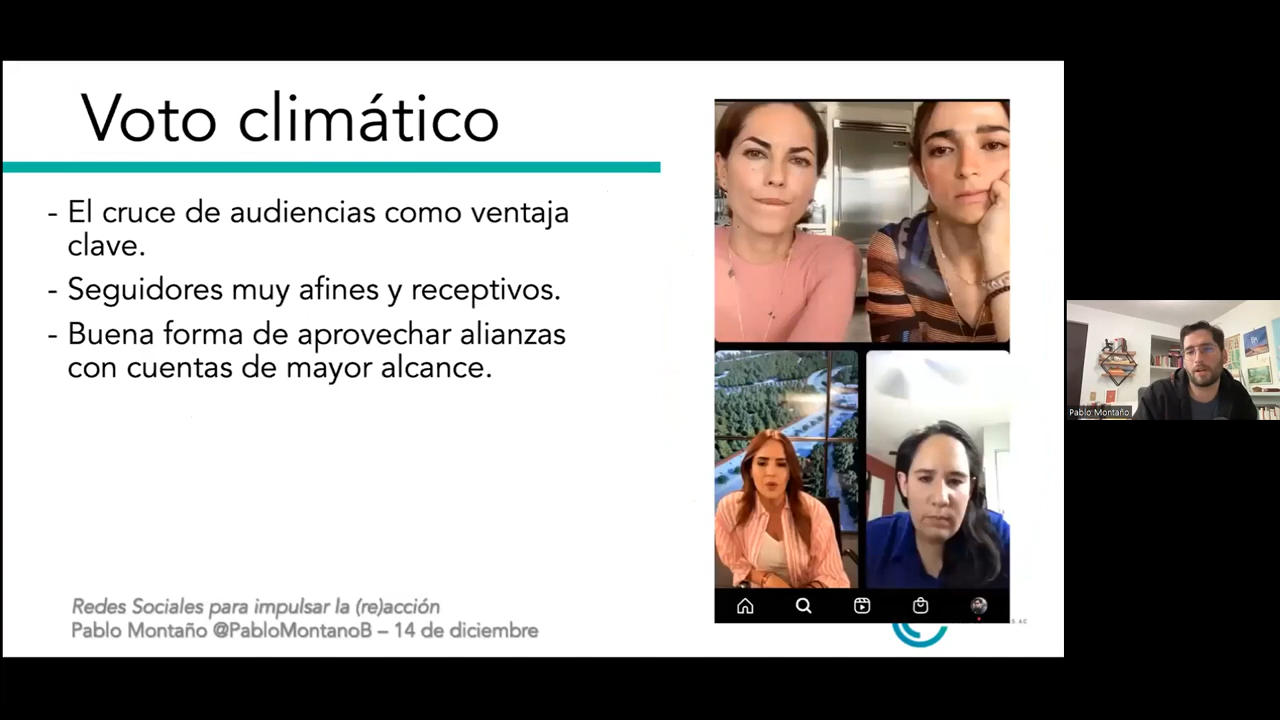 Voto climático
- El cruce de audiencias como ventaja
clave.
- Seguidores muy afines y receptivos.
- Buena forma de aprovechar alianzas
con cuentas de mayor alcance.
Redes Sociales para impulsar la (re)acción
Pablo Montaño @PabloMontanoB – 14 de diciembre
Pablo Montaño